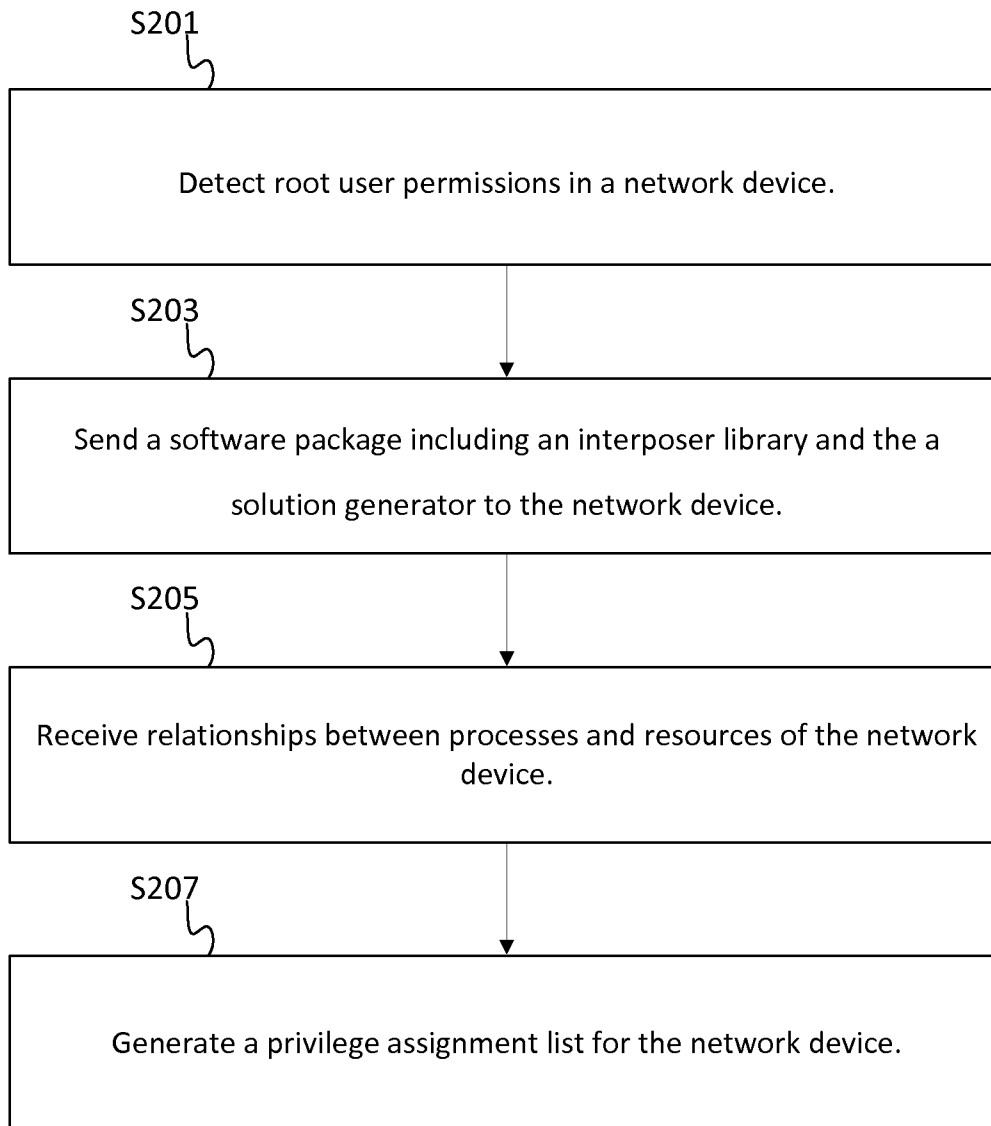 S201
Detect root user permissions in a network device.
S203
Send a software package including an interposer library and the a
solution generator to the network device.
S205
Receive relationships between processes and resources of the network
device.
S207
Generate a privilege assignment list for the network device.